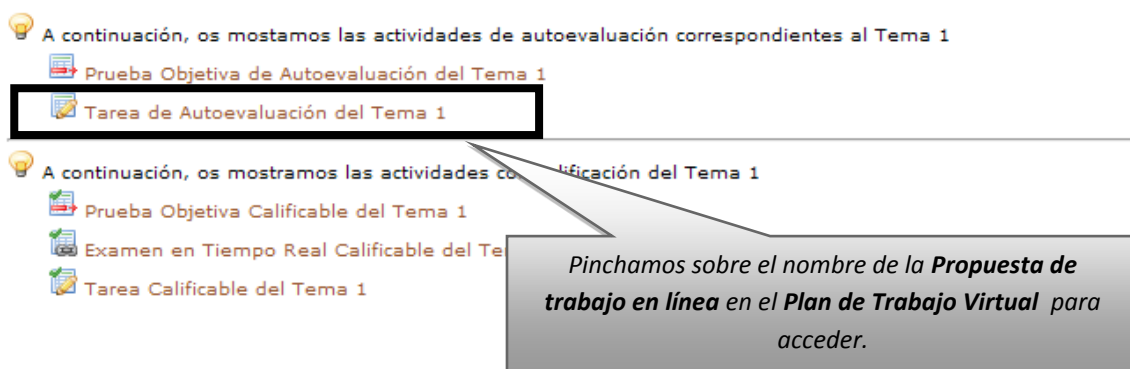 A continuación, os mostamos las actividades de autoevaluación correspondientes al Tema 1
Prueba Objetiva de Autoevaluación del Tema 1
Tarea de Autoevaluación del Tema 1
A continuación, os mostramos las actividades co lificación del Tema 1
Prueba Objetiva Calificable del Tema 1
Examen en Tiempo Real Calificable del Te
Tarea Calificable del Tema 1
Pinchamos sobre el nombre de la Propuesta de
trabajo en línea en el Plan de Trabajo Virtual para
acceder.